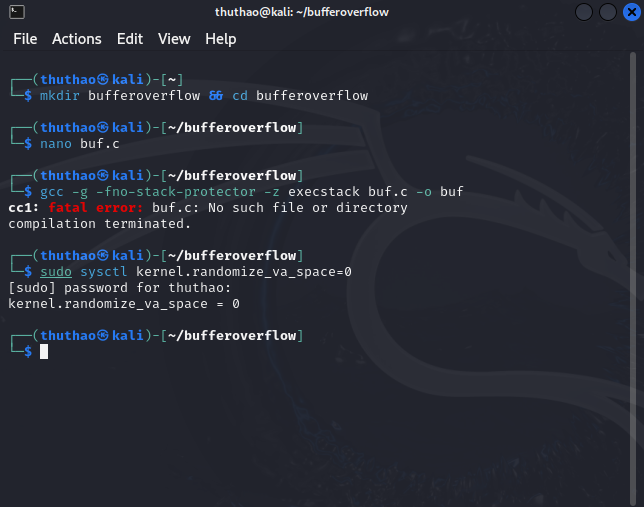 thuthao@kali: ~/bufferoverflow
File Actions Edit View Help
┌──(thuthao㉿kali)-[~]
└─$ mkdir bufferoverflow && cd bufferoverflow
┌──(thuthao㉿kali)-[~/bufferoverflow]
└─$ nano buf.c
┌──(thuthao㉿kali)-[~/bufferoverflow]
└─$ gcc -g -fno-stack-protector -z execstack buf.c -o buf
cc1: fatal error: buf.c: No such file or directory
compilation terminated.
┌──(thuthao㉿kali)-[~/bufferoverflow]
└─$ sudo sysctl kernel.randomize_va_space=0
[sudo] password for thuthao:
kernel.randomize_va_space = 0
┌──(thuthao㉿kali)-[~/bufferoverflow]
└─$